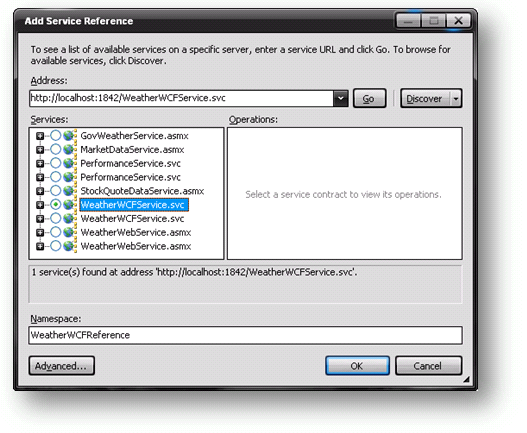 Add Service Reference
To see a list of available services on a specific server, enter a service URL and click Go. To browse for
available services, click Discover.
Address:
http://localhost:1842/WeatherWCFService.svc
Go
Discover
Services:
Operations:
GovWeatherService.asmx
MarketDataService.asmx
PerformanceService.svc
PerformanceService.svc
StockQuoteDataService.asmx
WeatherWCFService.svc
WeatherWCFService.svc
WeatherWebService.asmx
WeatherWebService.asmx
Select a service contract to view its operations.
1 service(s) found at address 'http://localhost:1842/WeatherWCFService.svc'.
Namespace:
WeatherWCFReference
Advanced...
OK
Cancel